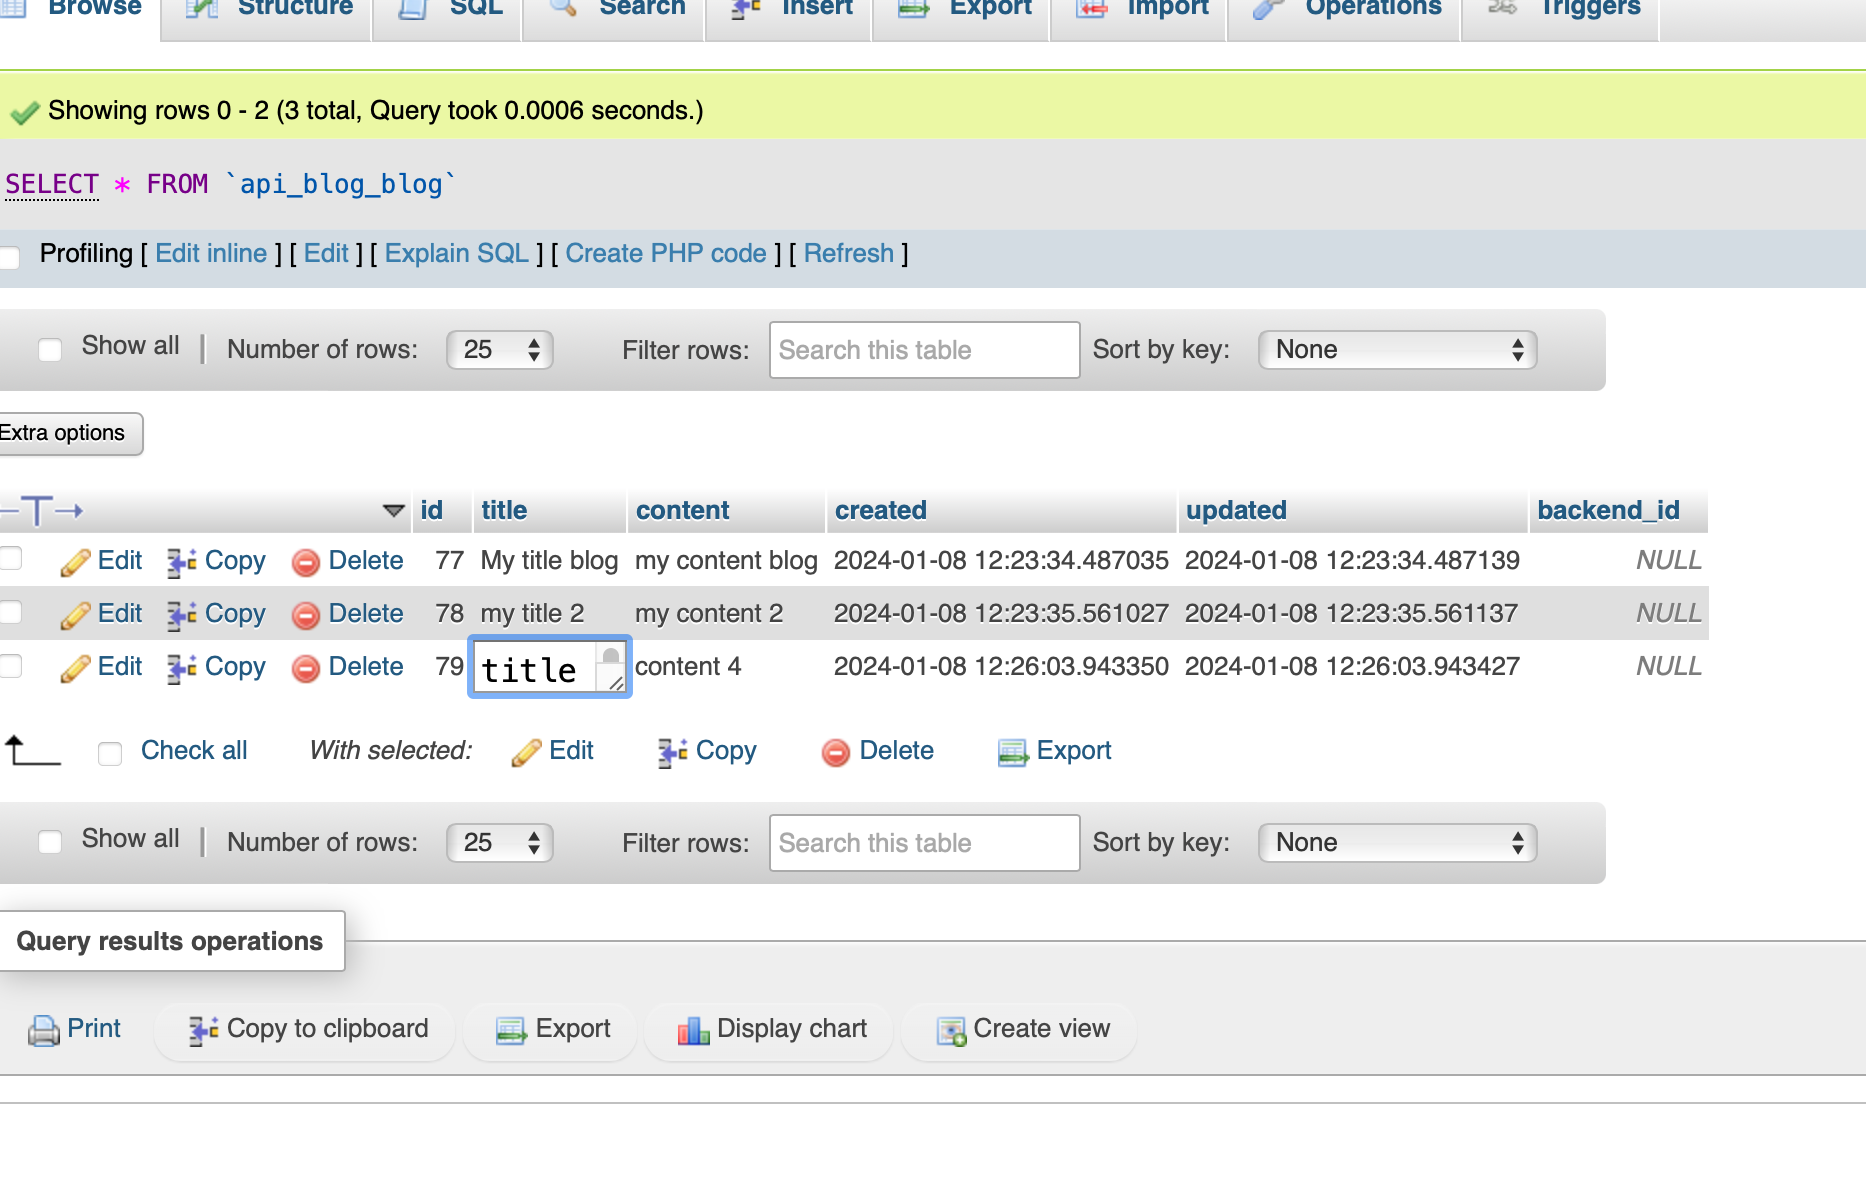 Browse Structure SQL Search Insert Export Import Operations Triggers
Showing rows 0 - 2 (3 total, Query took 0.0006 seconds.)
SELECT * FROM `api_blog_blog`
Profiling [ Edit inline ] [ Edit ] [ Explain SQL ] [ Create PHP code ] [ Refresh ]
Show all | Number of rows: 25 Filter rows: Search this table Sort by key: None
Extra options
id title content created updated backend_id
Edit Copy Delete 77 My title blog my content blog 2024-01-08 12:23:34.487035 2024-01-08 12:23:34.487139 NULL
Edit Copy Delete 78 my title 2 my content 2 2024-01-08 12:23:35.561027 2024-01-08 12:23:35.561137 NULL
Edit Copy Delete 79 title content 4 2024-01-08 12:26:03.943350 2024-01-08 12:26:03.943427 NULL
Check all With selected: Edit Copy Delete Export
Show all | Number of rows: 25 Filter rows: Search this table Sort by key: None
Query results operations
Print Copy to clipboard Export Display chart Create view